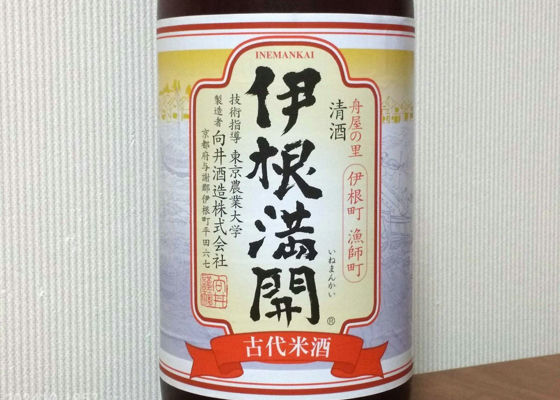 INEMANKAI
舟屋の里
伊根町 漁師町
清酒
伊根満開
いねまんかい
®
技術指導 東京農業大学
製造者 向井酒造株式会社
京都府与謝郡伊根町平田六七
古代米酒